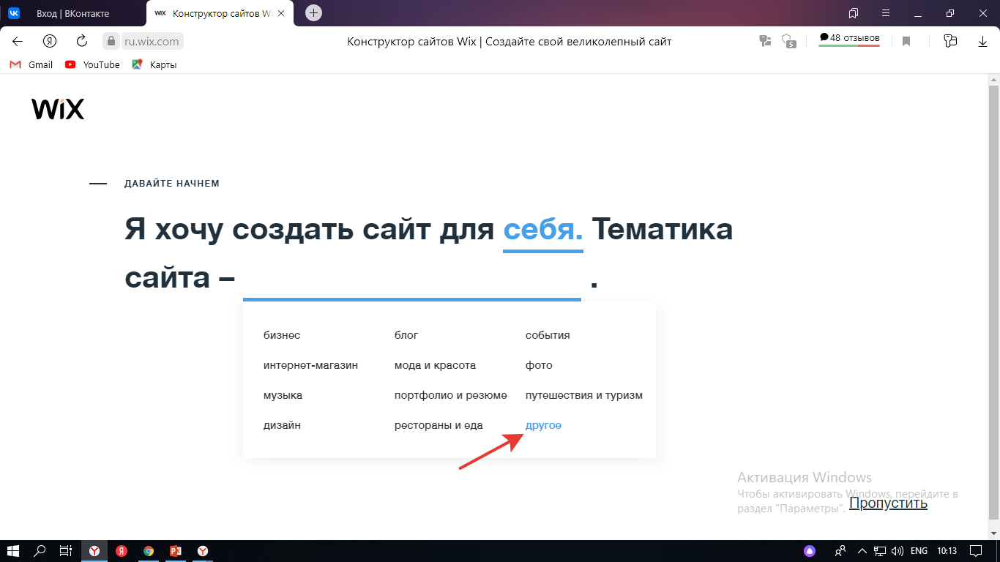 Вход | ВКонтакте
WiX Конструктор сайтов Wi
ru.wix.com
Конструктор сайтов Wix | Создайте свой великолепный сайт
5
48 отзывов
Gmail YouTube Карты
WiX
ДАВАЙТЕ НАЧНЕМ
Я хочу создать сайт для себя. Тематика
сайта – .
бизнес блог события
интернет-магазин мода и красота фото
музыка портфолио и резюме путешествия и туризм
дизайн рестораны и еда другое
Активация Windows
Чтобы активировать Windows, перейдите в
раздел "Параметры". Пропустить
ENG 10:13